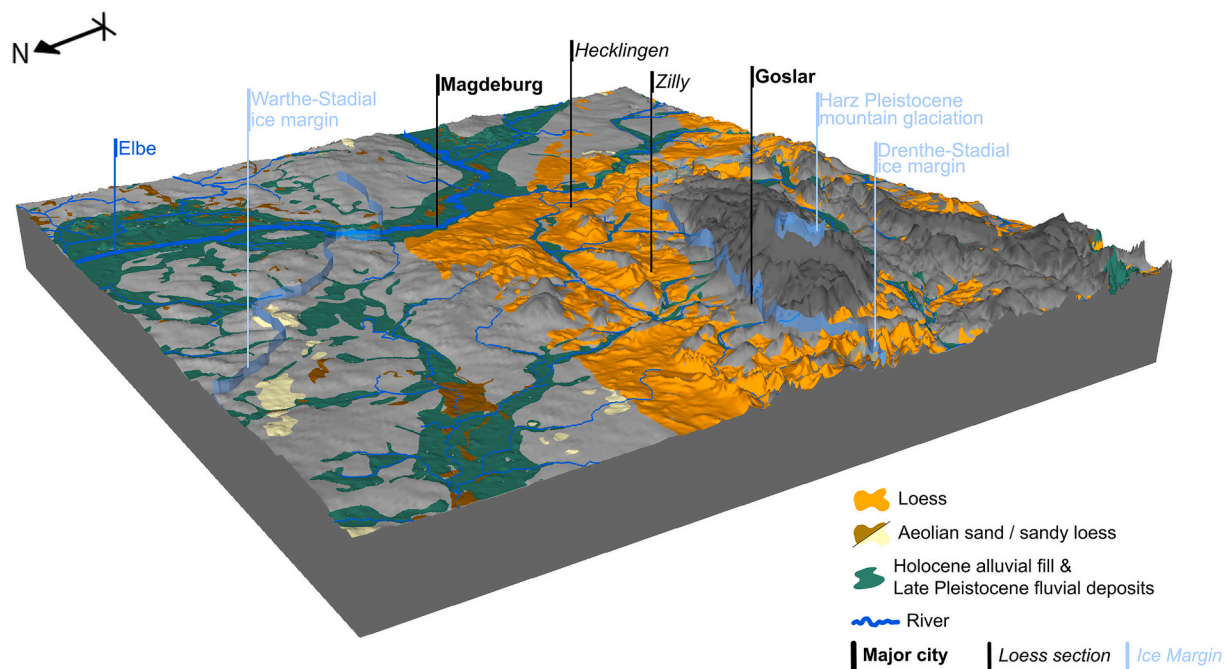 N
Hecklingen
Magdeburg
Zilly
Goslar
Warthe-Stadial
ice margin
Harz Pleistocene
mountain glaciation
Elbe
Drenthe-Stadial
ice margin
Loess
Aeolian sand / sandy loess
Holocene alluvial fill &
Late Pleistocene fluvial deposits
River
Major city
Loess section
Ice Margin